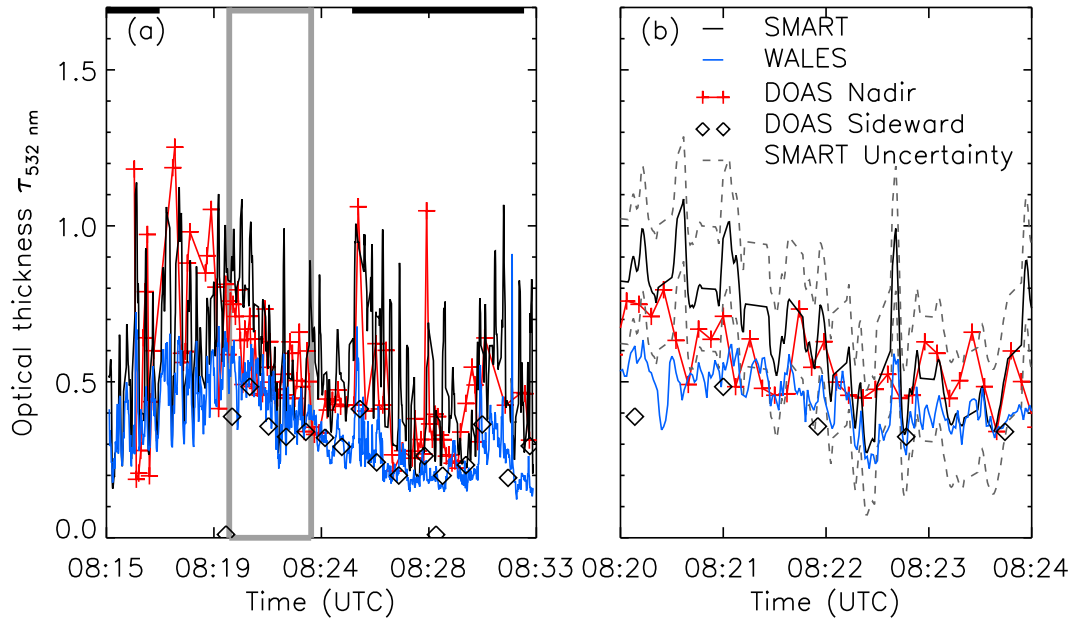 (a)
(b)
SMART
WALES
DOAS Nadir
DOAS Sideward
SMART Uncertainty
Optical thickness τ532 nm
1.5
1.0
0.5
0.0
08:15 08:19 08:24 08:28 08:33
08:20 08:21 08:22 08:23 08:24
Time (UTC)
Time (UTC)